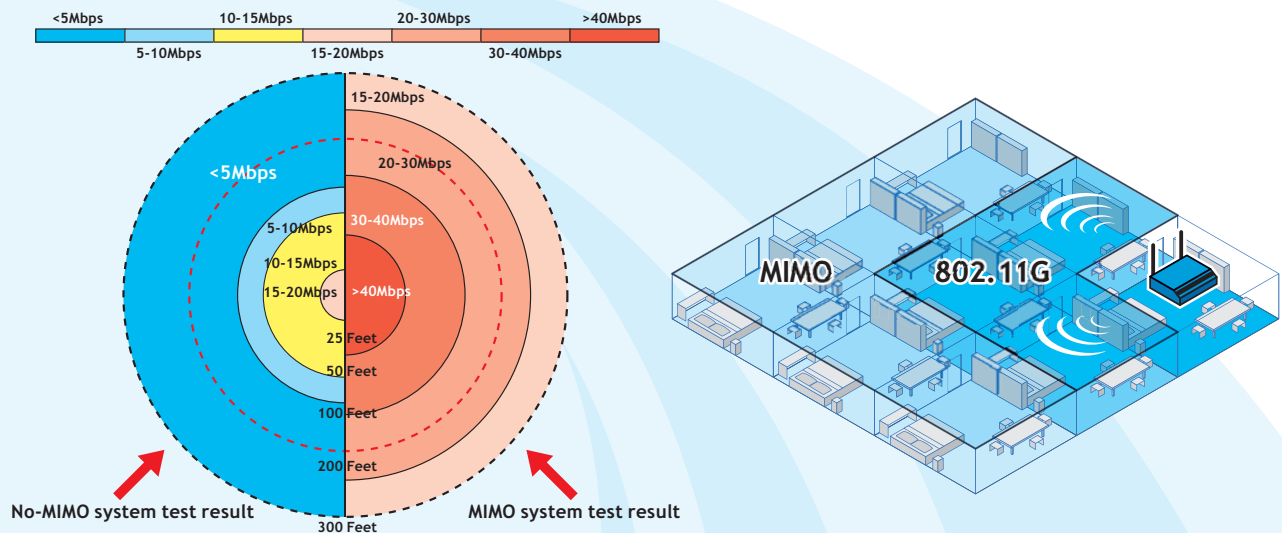 <5Mbps
10-15Mbps
20-30Mbps
>40Mbps
5-10Mbps
15-20Mbps
30-40Mbps
15-20Mbps
20-30Mbps
<5Mbps
30-40Mbps
5-10Mbps
10-15Mbps
15-20Mbps
>40Mbps
25 Feet
50 Feet
100 Feet
200 Feet
300 Feet
No-MIMO system test result
MIMO system test result
MIMO
802.11G